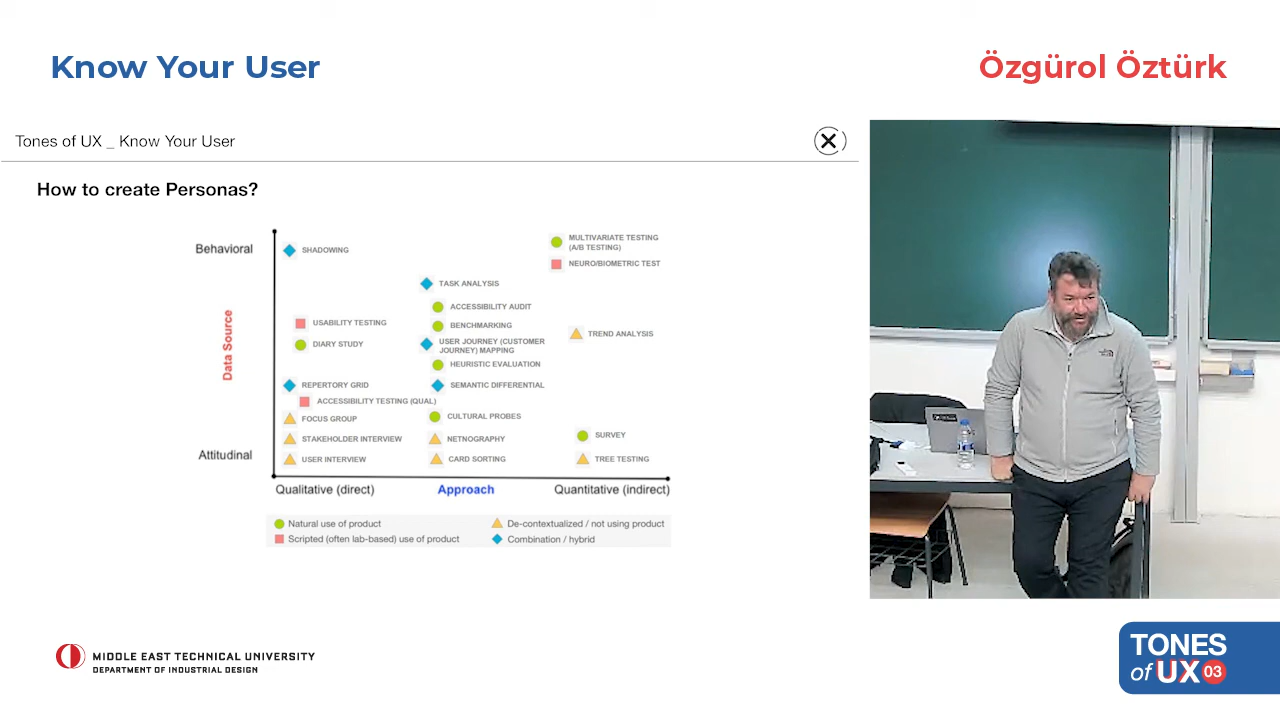 Know Your User
Özgürol Öztürk
Tones of UX _ Know Your User
How to create Personas?
Behavioral
Data Source
Attitudinal
SHADOWING
MULTIVARIATE TESTING
(A/B TESTING)
NEURO/BIOMETRIC TEST
TASK ANALYSIS
ACCESSIBILITY AUDIT
USABILITY TESTING
BENCHMARKING
TREND ANALYSIS
DIARY STUDY
USER JOURNEY (CUSTOMER
JOURNEY) MAPPING
HEURISTIC EVALUATION
REPERTORY GRID
SEMANTIC DIFFERENTIAL
ACCESSIBILITY TESTING (QUAL)
FOCUS GROUP
CULTURAL PROBES
STAKEHOLDER INTERVIEW
NETNOGRAPHY
SURVEY
USER INTERVIEW
CARD SORTING
TREE TESTING
Qualitative (direct)
Approach
Quantitative (indirect)
Natural use of product
De-contextualized / not using product
Scripted (often lab-based) use of product
Combination / hybrid
MIDDLE EAST TECHNICAL UNIVERSITY
DEPARTMENT OF INDUSTRIAL DESIGN
TONES
of UX 03